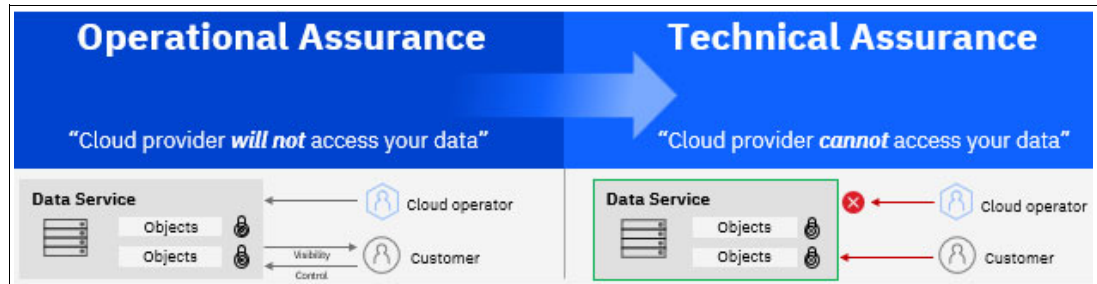 Operational Assurance
"Cloud provider will not access your data"
Technical Assurance
"Cloud provider cannot access your data"
Data Service
Objects
Objects
Cloud operator
Visibility
Control
Customer
Data Service
Objects
Objects
Cloud operator
Customer